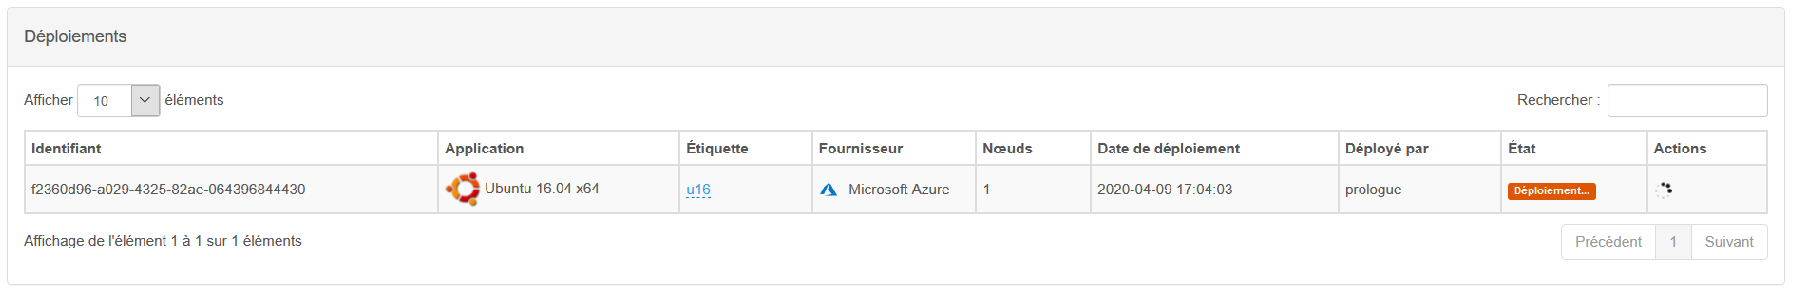 Déploiements
Afficher 10 éléments Rechercher :
Identifiant Application Étiquette Fournisseur Nœuds Date de déploiement Déployé par État Actions
f2360d96-a029-4325-82ac-064396844430 Ubuntu 16.04 x64 u16 Microsoft Azure 1 2020-04-09 17:04:03 prologue Déploiement...
Affichage de l'élément 1 à 1 sur 1 éléments Précédent 1 Suivant